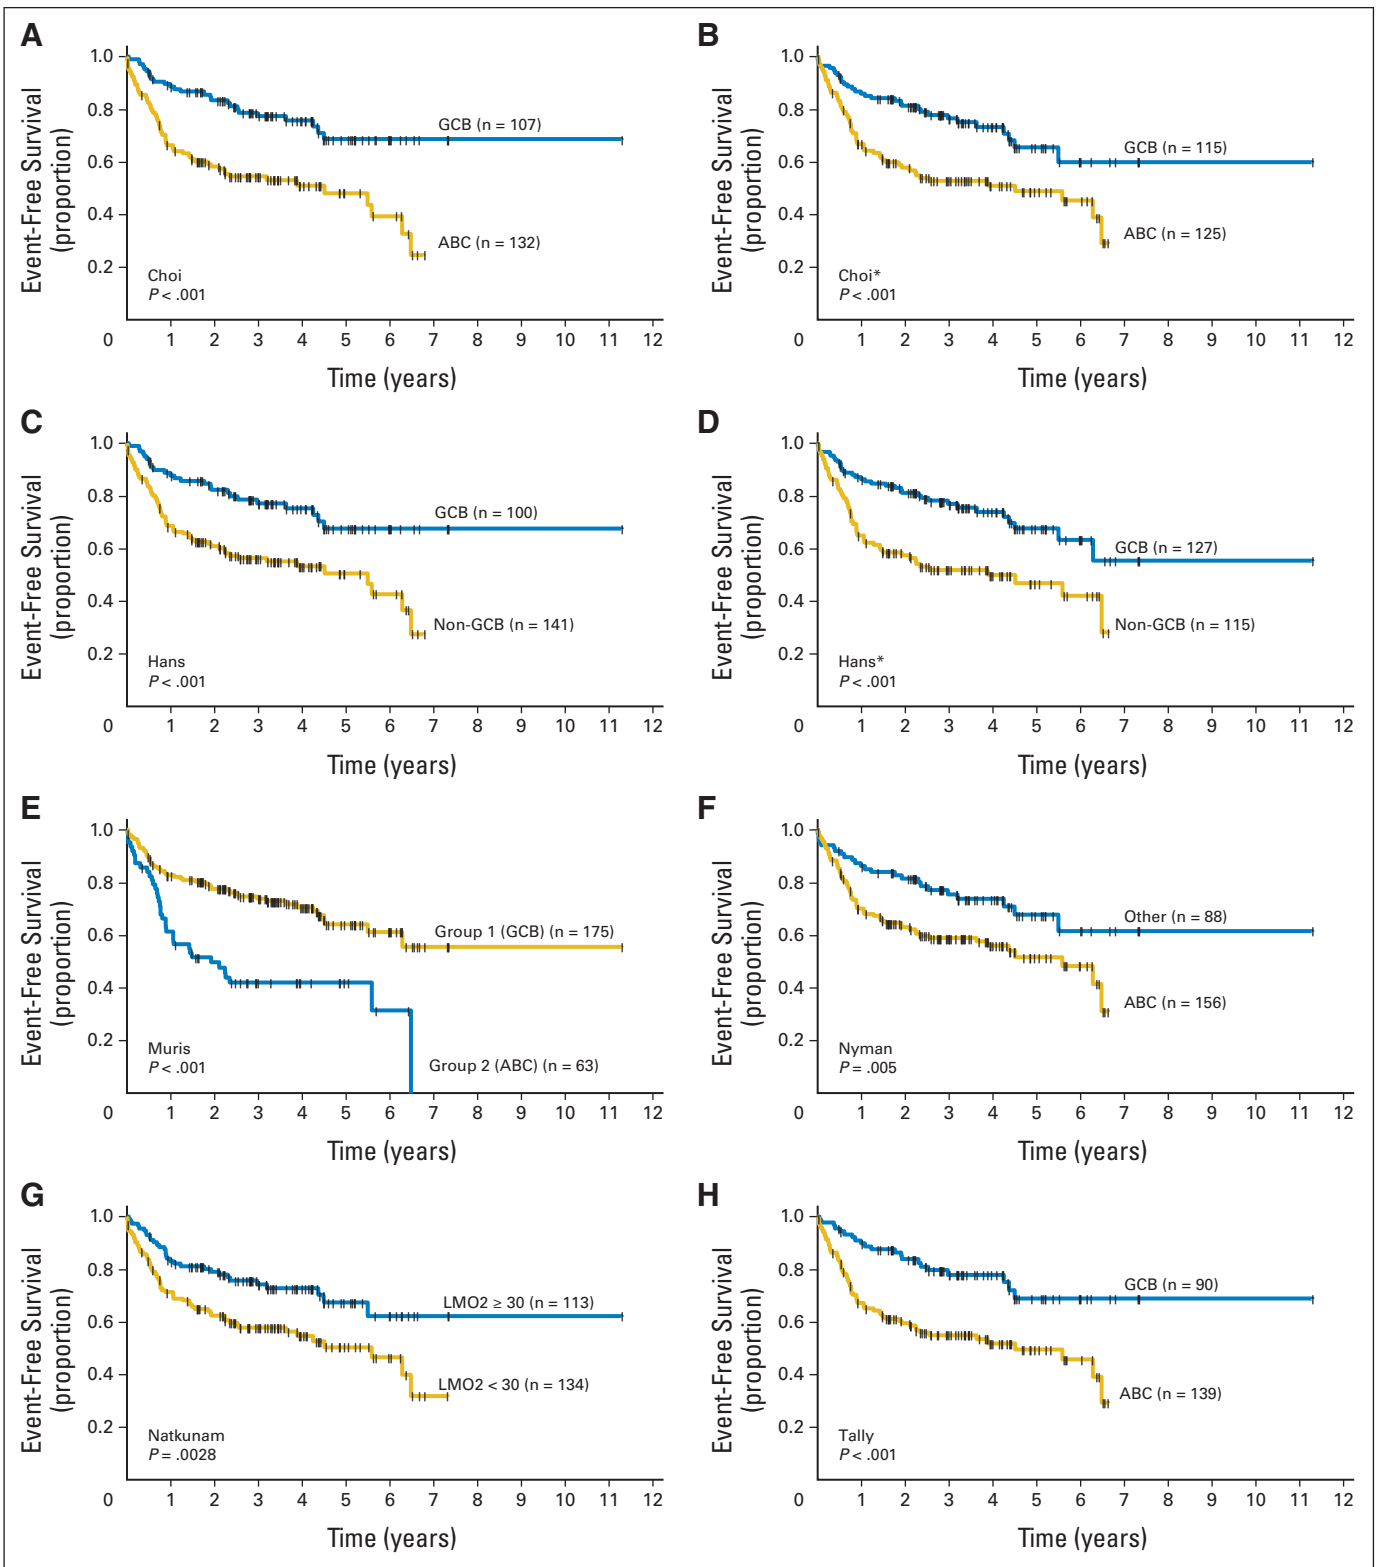 A
Event-Free Survival
(proportion)
1.0
0.8
0.6
0.4
0.2
GCB (n = 107)
ABC (n = 132)
Choi
P < .001
0 1 2 3 4 5 6 7 8 9 10 11 12
Time (years)
B
Event-Free Survival
(proportion)
1.0
0.8
0.6
0.4
0.2
GCB (n = 115)
ABC (n = 125)
Choi*
P < .001
0 1 2 3 4 5 6 7 8 9 10 11 12
Time (years)
C
Event-Free Survival
(proportion)
1.0
0.8
0.6
0.4
0.2
GCB (n = 100)
Non-GCB (n = 141)
Hans
P < .001
0 1 2 3 4 5 6 7 8 9 10 11 12
Time (years)
D
Event-Free Survival
(proportion)
1.0
0.8
0.6
0.4
0.2
GCB (n = 127)
Non-GCB (n = 115)
Hans*
P < .001
0 1 2 3 4 5 6 7 8 9 10 11 12
Time (years)
E
Event-Free Survival
(proportion)
1.0
0.8
0.6
0.4
0.2
Group 1 (GCB) (n = 175)
Group 2 (ABC) (n = 63)
Muris
P < .001
0 1 2 3 4 5 6 7 8 9 10 11 12
Time (years)
F
Event-Free Survival
(proportion)
1.0
0.8
0.6
0.4
0.2
Other (n = 88)
ABC (n = 156)
Nyman
P = .005
0 1 2 3 4 5 6 7 8 9 10 11 12
Time (years)
G
Event-Free Survival
(proportion)
1.0
0.8
0.6
0.4
0.2
LMO2 ≥ 30 (n = 113)
LMO2 < 30 (n = 134)
Natkunam
P = .0028
0 1 2 3 4 5 6 7 8 9 10 11 12
Time (years)
H
Event-Free Survival
(proportion)
1.0
0.8
0.6
0.4
0.2
GCB (n = 90)
ABC (n = 139)
Tally
P < .001
0 1 2 3 4 5 6 7 8 9 10 11 12
Time (years)